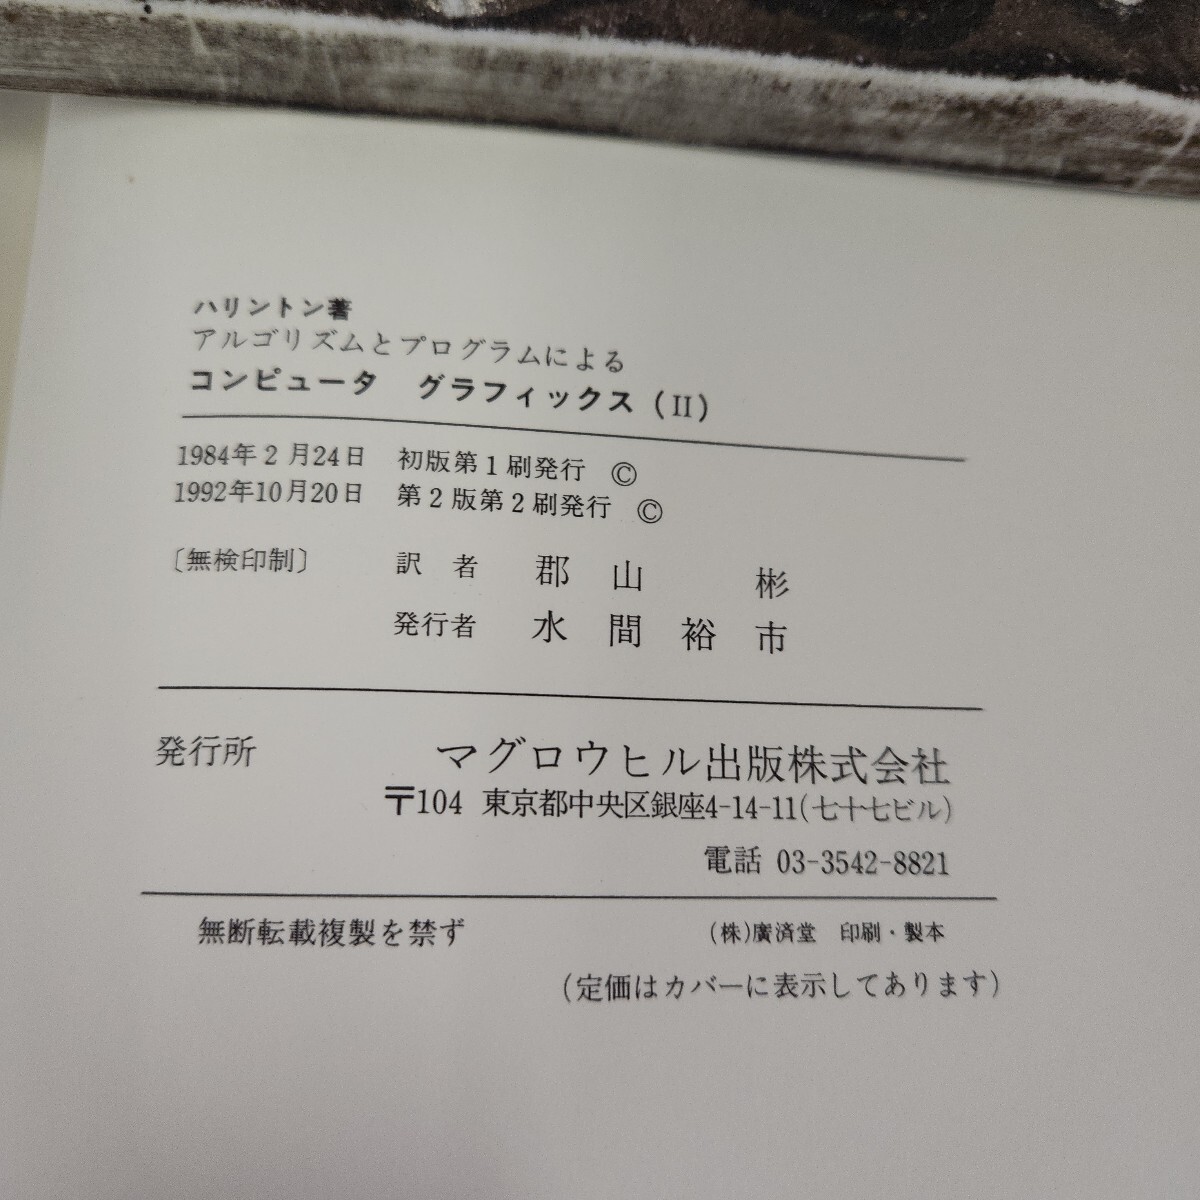 ハリントン著
アルゴリズムとプログラムによる
コンピュータ グラフィックス(II)
1984年2月24日 初版第1刷発行 ©
1992年10月20日 第2版第2刷発行 ©
〔無検印制〕 訳者 郡山 彬
発行者 水間裕市
発行所 マグロウヒル出版株式会社
〒104 東京都中央区銀座4-14-11(七十七ビル)
電話 03-3542-8821
無断転載複製を禁ず (株)廣済堂 印刷・製本
(定価はカバーに表示してあります)